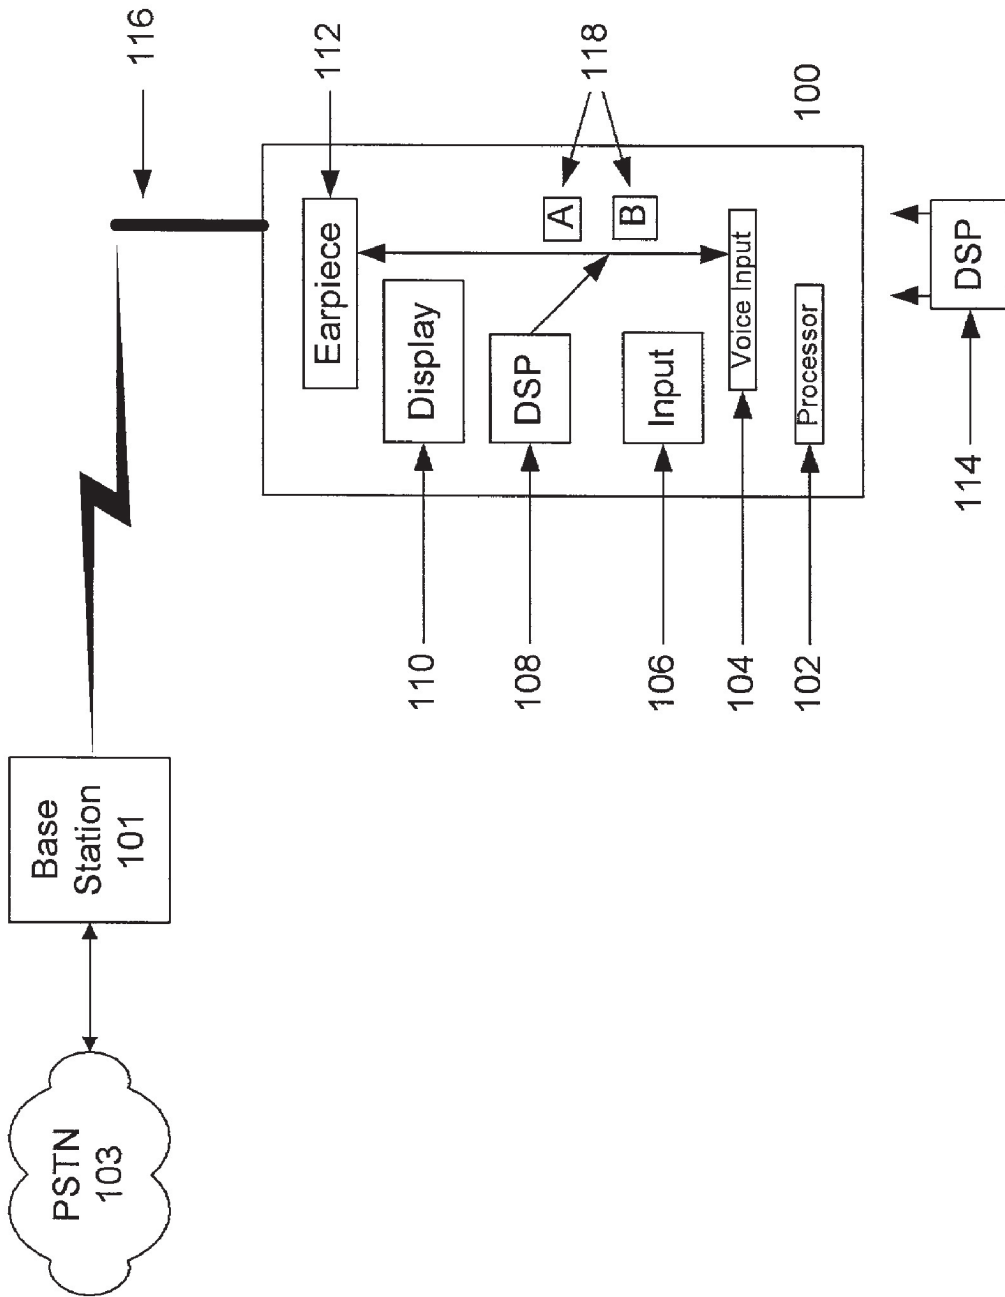 PSTN
103
Base
Station
101
116
112
118
100
Earpiece
Display
DSP
Input
Voice Input
Processor
A
B
DSP
110
108
106
104
102
114